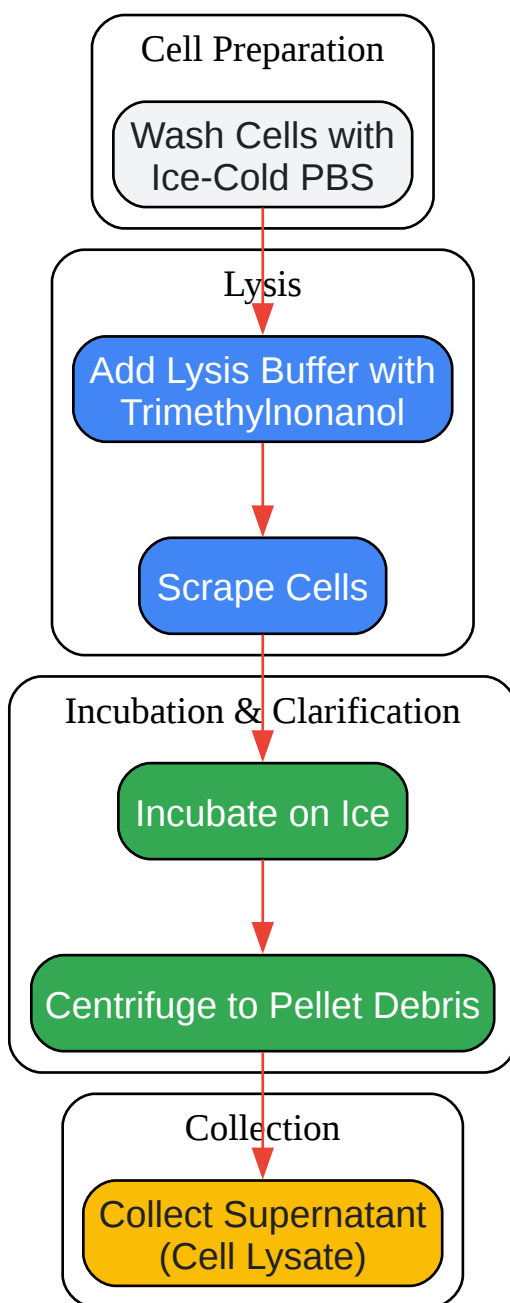 Cell Preparation
Wash Cells with
Ice-Cold PBS
Lysis
Add Lysis Buffer with
Trimethylnonanol
Scrape Cells
Incubation & Clarification
Incubate on Ice
Centrifuge to Pellet Debris
Collection
Collect Supernatant
(Cell Lysate)